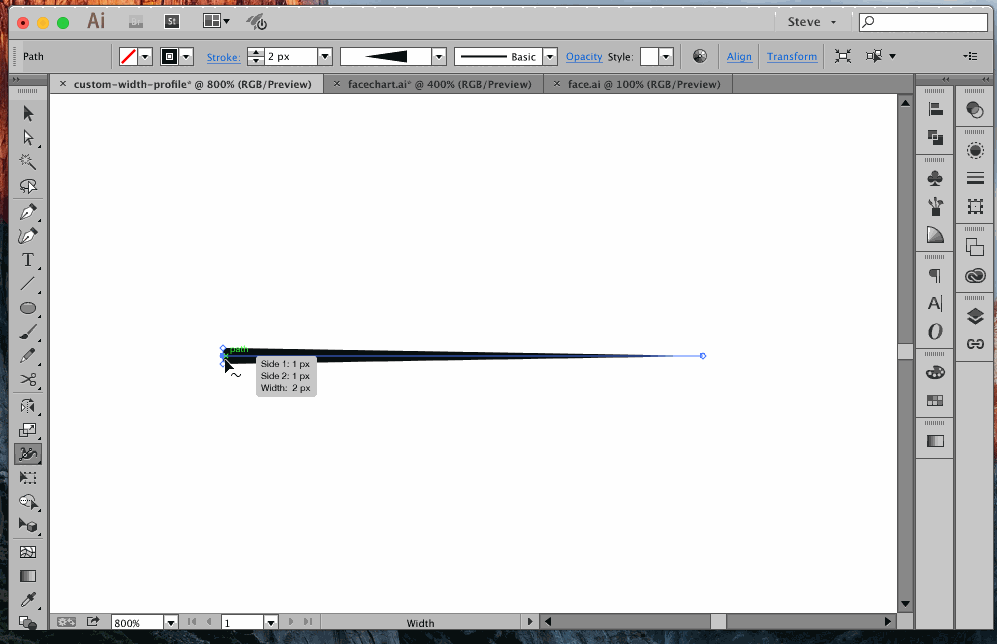 Ai Br St Steve
Path Stroke: 2 px Basic Opacity Style: Align Transform
× custom-width-profile* @ 800% (RGB/Preview) × facechart.ai* @ 400% (RGB/Preview) × face.ai @ 100% (RGB/Preview)
path
Side 1: 1 px
Side 2: 1 px
Width: 2 px
800% 1 Width